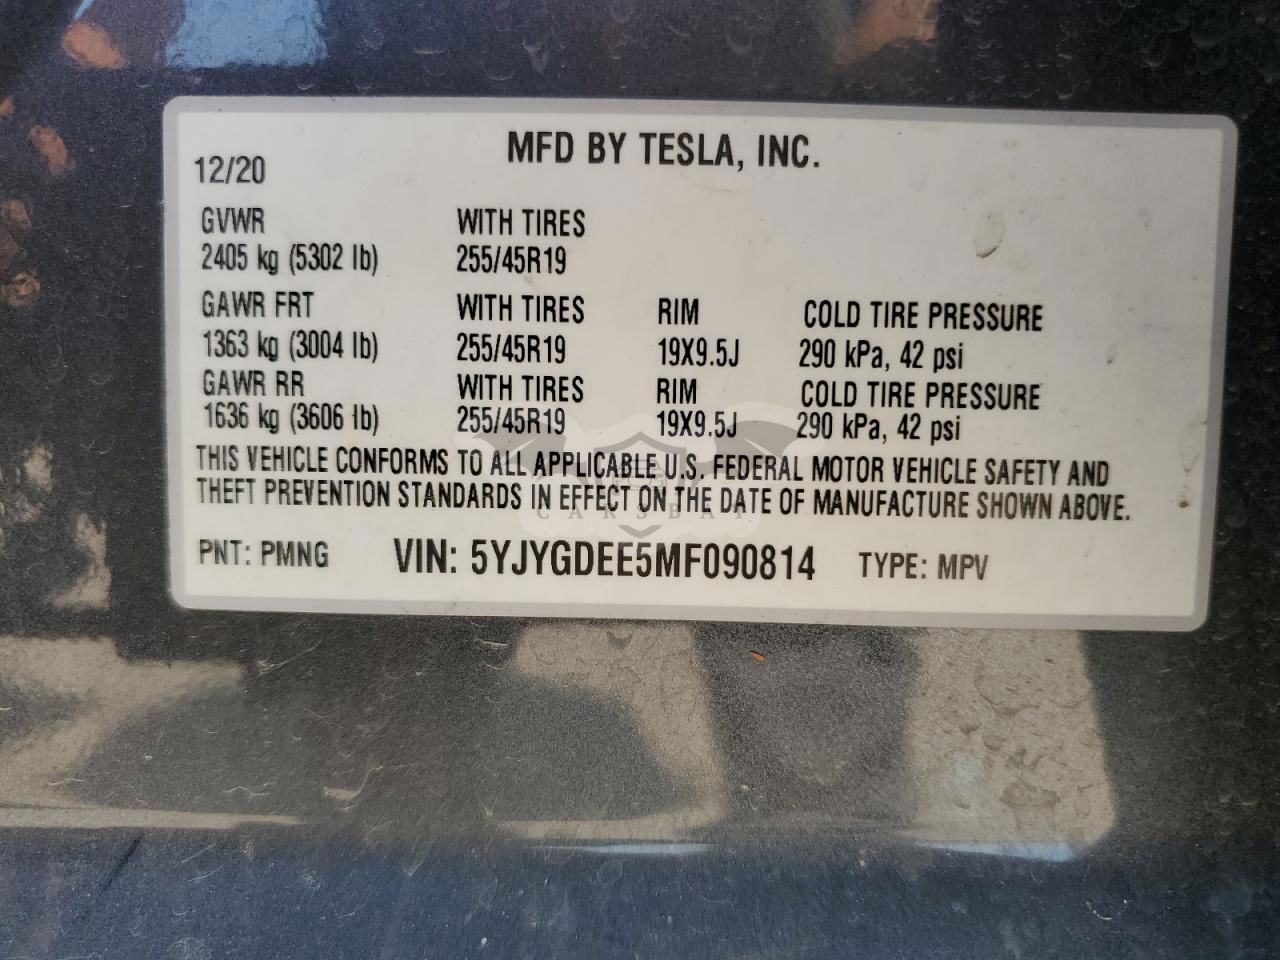 MFD BY TESLA, INC.
12/20
GVWR WITH TIRES
2405 kg (5302 lb) 255/45R19
GAWR FRT WITH TIRES RIM COLD TIRE PRESSURE
1363 kg (3004 lb) 255/45R19 19X9.5J 290 kPa, 42 psi
GAWR RR WITH TIRES RIM COLD TIRE PRESSURE
1636 kg (3606 lb) 255/45R19 19X9.5J 290 kPa, 42 psi
THIS VEHICLE CONFORMS TO ALL APPLICABLE U.S. FEDERAL MOTOR VEHICLE SAFETY AND
THEFT PREVENTION STANDARDS IN EFFECT ON THE DATE OF MANUFACTURE SHOWN ABOVE.
CARSBAT
PNT: PMNG VIN: 5YJYGDEE5MF090814 TYPE: MPV